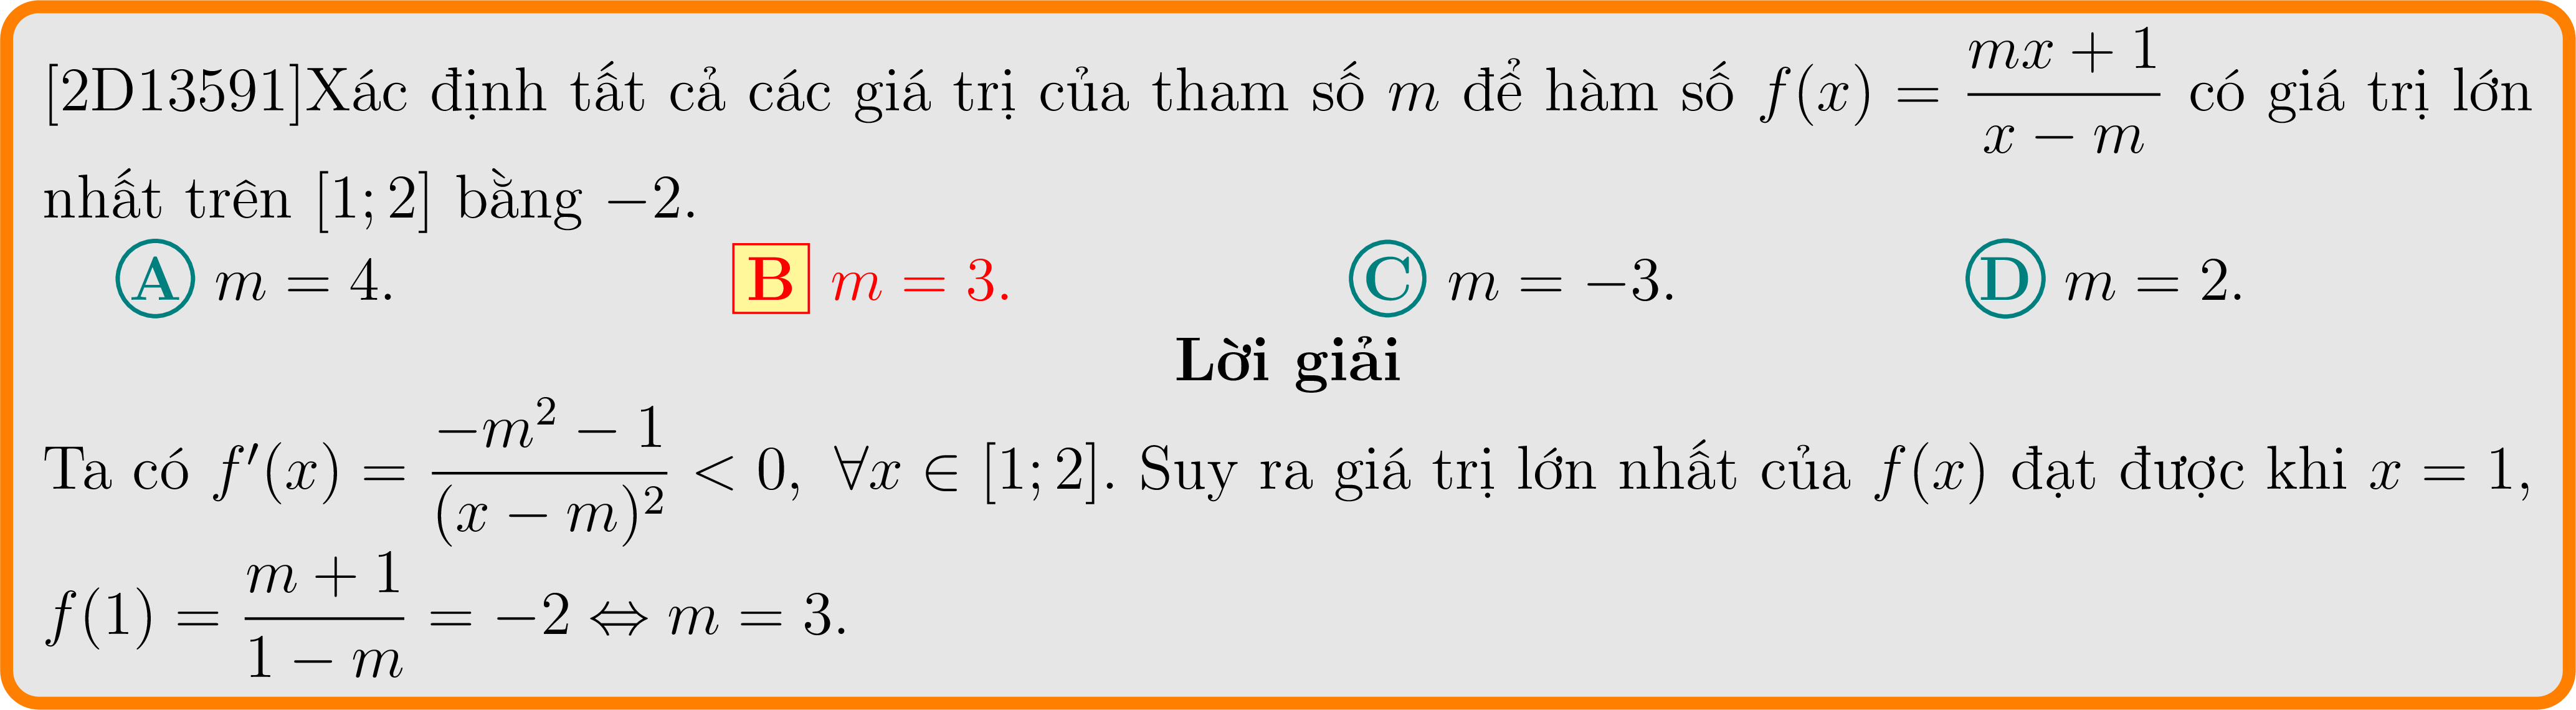 [2D13591]Xác định tất cả các giá trị của tham số $m$ để hàm số $f(x) = \dfrac{mx+1}{x-m}$ có giá trị lớn
nhất trên $[1;2]$ bằng $-2$.
A $m = 4$. B $m = 3$. C $m = -3$. D $m = 2$.
Lời giải
Ta có $f'(x) = \dfrac{-m^2-1}{(x-m)^2} < 0, \ \forall x \in [1;2]$. Suy ra giá trị lớn nhất của $f(x)$ đạt được khi $x = 1$,
$f(1) = \dfrac{m+1}{1-m} = -2 \Leftrightarrow m = 3$.